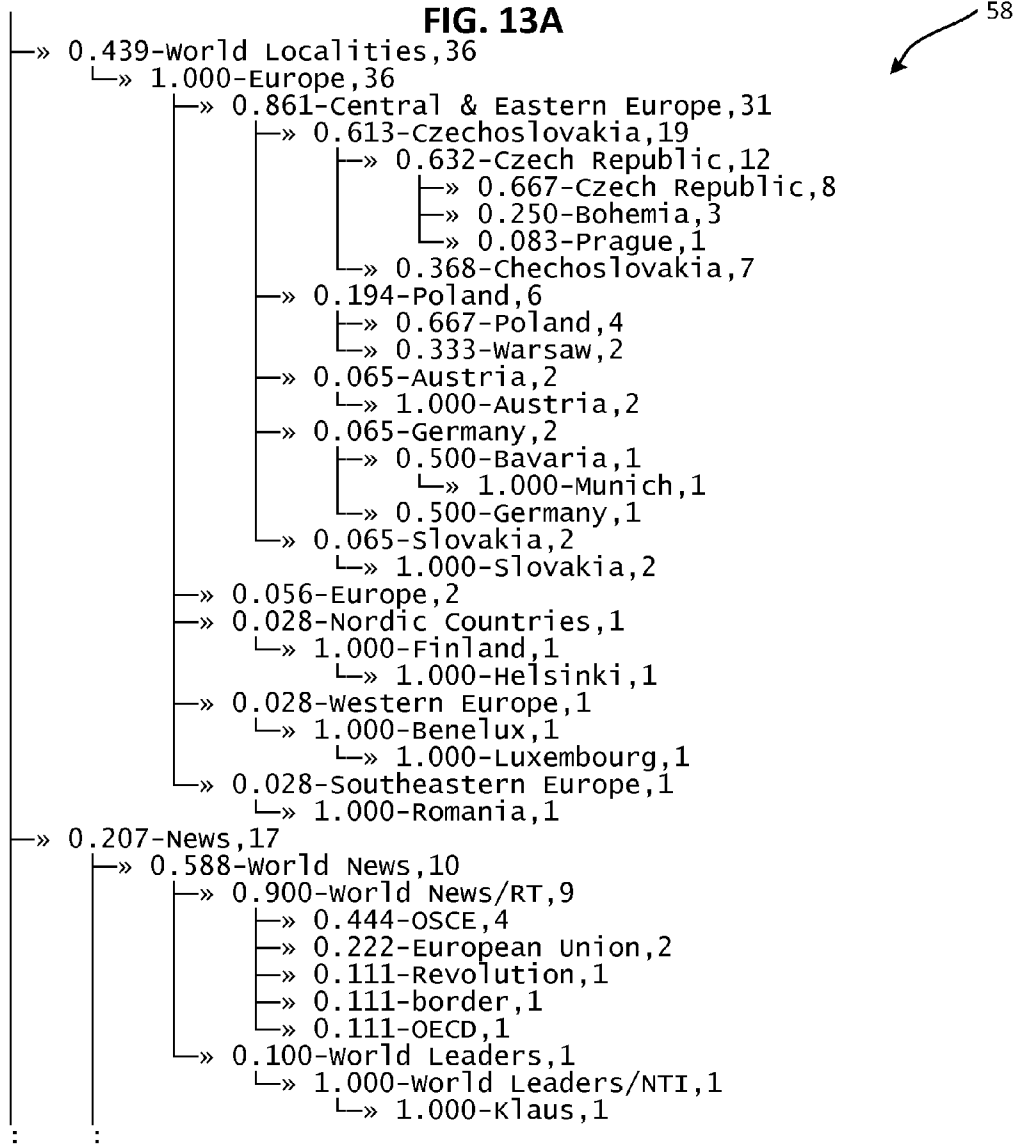 FIG. 13A
58
» 0.439-World Localities,36
» 1.000-Europe,36
» 0.861-Central & Eastern Europe,31
» 0.613-Czechoslovakia,19
» 0.632-Czech Republic,12
» 0.667-Czech Republic,8
» 0.250-Bohemia,3
» 0.083-Prague,1
» 0.368-Chechoslovakia,7
» 0.194-Poland,6
» 0.667-Poland,4
» 0.333-Warsaw,2
» 0.065-Austria,2
» 1.000-Austria,2
» 0.065-Germany,2
» 0.500-Bavaria,1
» 1.000-Munich,1
» 0.500-Germany,1
» 0.065-Slovakia,2
» 1.000-Slovakia,2
» 0.056-Europe,2
» 0.028-Nordic Countries,1
» 1.000-Finland,1
» 1.000-Helsinki,1
» 0.028-Western Europe,1
» 1.000-Benelux,1
» 1.000-Luxembourg,1
» 0.028-Southeastern Europe,1
» 1.000-Romania,1
» 0.207-News,17
» 0.588-World News,10
» 0.900-World News/RT,9
» 0.444-OSCE,4
» 0.222-European Union,2
» 0.111-Revolution,1
» 0.111-border,1
» 0.111-OECD,1
» 0.100-World Leaders,1
» 1.000-World Leaders/NTI,1
» 1.000-Klaus,1
: :